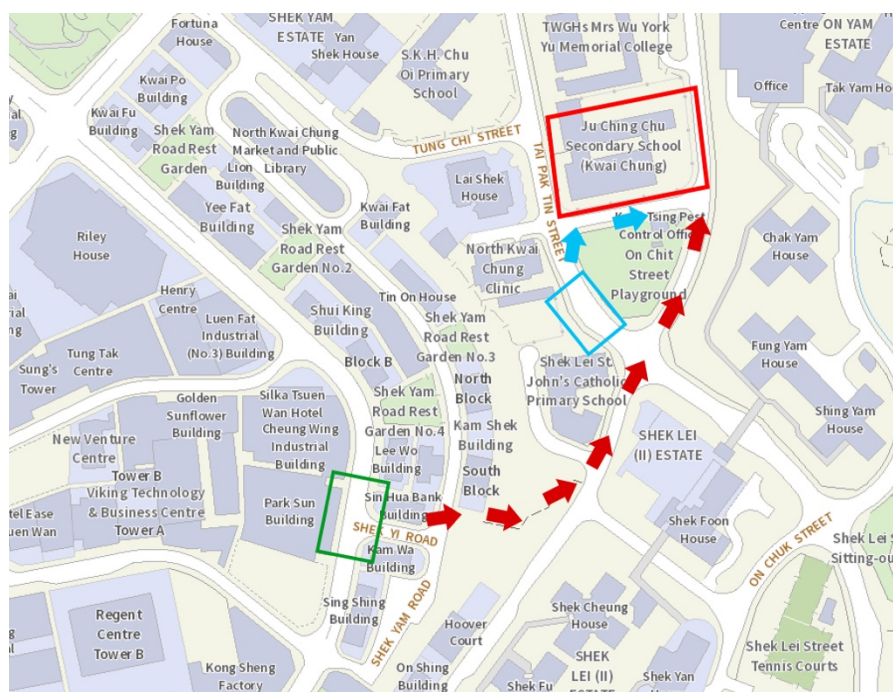 Fortuna
House
SHEK YAM
ESTATE
Yan
Shek House
S.K.H. Chu
Oi Primary
School
TWGHs Mrs Wu York
Yu Memorial College
Centre
ON YAM
ESTATE
Office
Tak Yam Ho
Kwai Po
Building
Kwai Fu
Building
Shek Yam
Road Rest
Garden
North Kwai Chung
Market and Public
Library
Lion
Building
TUNG CHI STREET
TAI PAK TIN STREET
Ju Ching Chu
Secondary School
(Kwai Chung)
Lai Shek
House
Yee Fat
Building
Kwai Fat
Building
Shek Yam
Road Rest
Garden No.2
Riley
House
North Kwai
Chung
Clinic
Tsing Pest
Control Offic
On Chit
Street
Playground
Chak Yam
House
Henry
Centre
Luen Fat
Industrial
(No.3) Building
Shui King
Building
Tin On House
Shek Yam
Road Rest
Garden No.3
Tung Tak
Centre
Sung's
Tower
Block B
North
Block
Shek Lei St.
John's Catholic
Primary School
Fung Yam
House
Shing Yam
House
Golden
Sunflower
Building
Silka Tsuen
Wan Hotel
Cheung Wing
Industrial
Building
Shek Yam
Road Rest
Garden No.4
Kam Shek
Building
New Venture
Centre
Lee Wo
Building
SHEK LEI
(II) ESTATE
Tower B
Viking Technology
& Business Centre
Tower A
Park Sun
Building
Sin Hua Bank
Building
South
Block
tel Ease
uen Wan
SHEK YI ROAD
Kam Wa
Building
Shek Foon
House
ON CHUK STREET
Shek Lei St
Sitting-ou
Regent
Centre
Tower B
Sing Shing
Building
SHEK YAM ROAD
Hoover
Court
Shek Cheung
House
Shek Lei Street
Tennis Courts
Kong Sheng
Factory
On Shing
Building
Shek Fu
SHEK
LEI (II)
ESTATE
Shek Yan